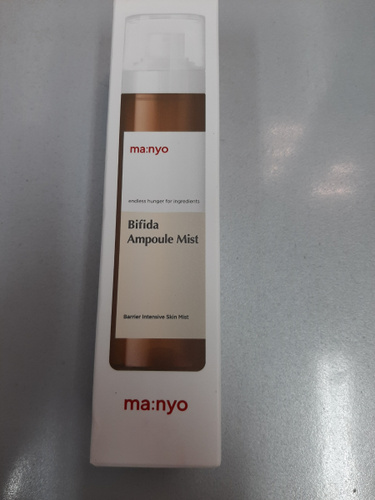 ma:nyo
endless hunger for ingredients
Bifida
Ampoule Mist
Barrier Intensive Skin Mist
ma:nyo